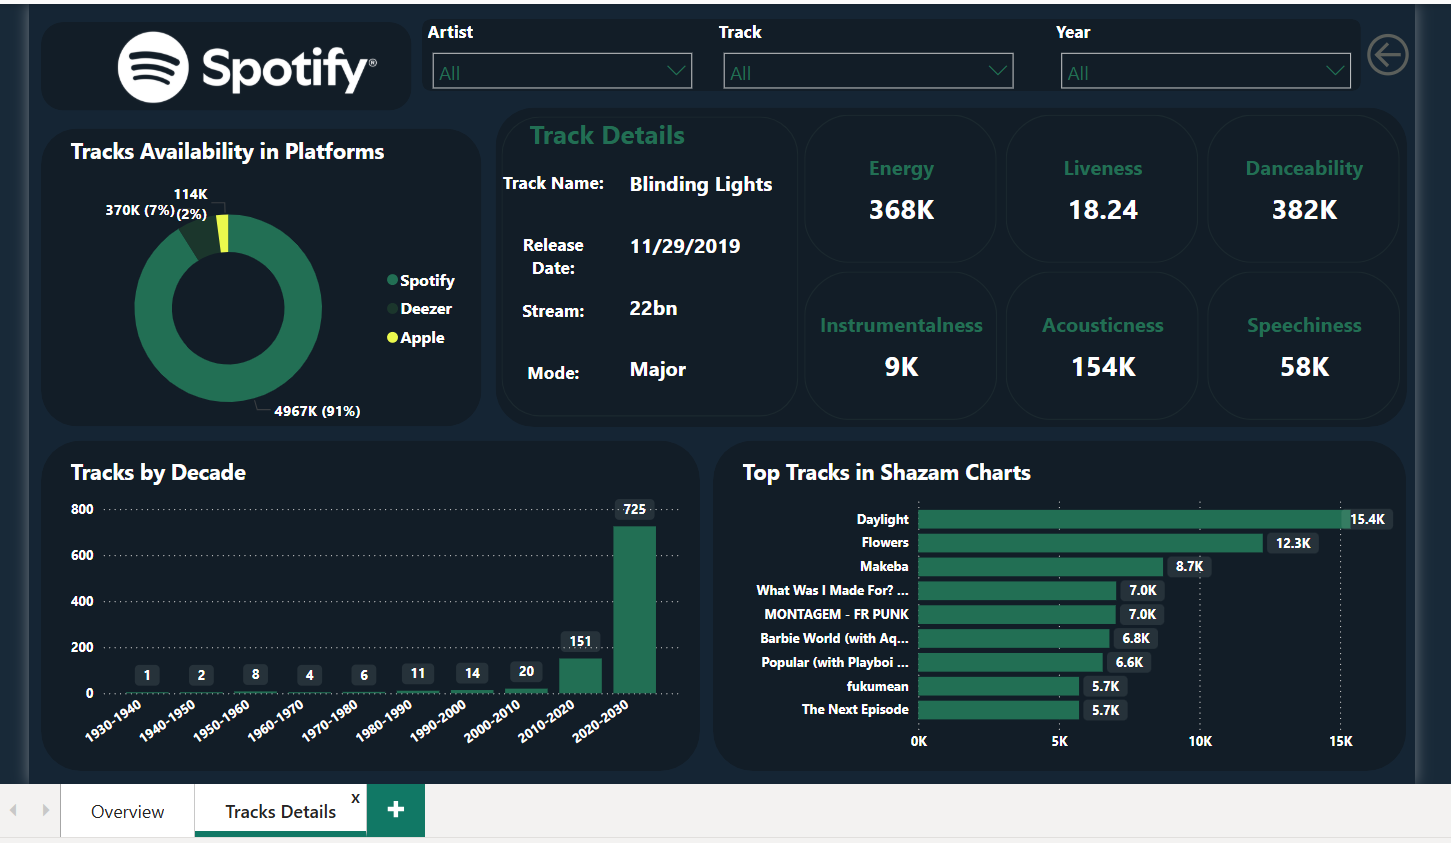 Spotify®
Artist
All
Track
All
Year
All
Tracks Availability in Platforms
114K
(2%)
370K (7%)
4967K (91%)
Spotify
Deezer
Apple
Track Details
Track Name: Blinding Lights
Release
Date:
11/29/2019
Stream: 22bn
Mode: Major
Energy
368K
Liveness
18.24
Danceability
382K
Instrumentalness
9K
Acousticness
154K
Speechiness
58K
Tracks by Decade
800
600
400
200
0
1
2
8
4
6
11
14
20
151
725
1930-1940
1940-1950
1950-1960
1960-1970
1970-1980
1980-1990
1990-2000
2000-2010
2010-2020
2020-2030
Top Tracks in Shazam Charts
Daylight 15.4K
Flowers 12.3K
Makeba 8.7K
What Was I Made For? ... 7.0K
MONTAGEM - FR PUNK 7.0K
Barbie World (with Aq... 6.8K
Popular (with Playboi ... 6.6K
fukumean 5.7K
The Next Episode 5.7K
0K 5K 10K 15K
Overview
Tracks Details
x
+